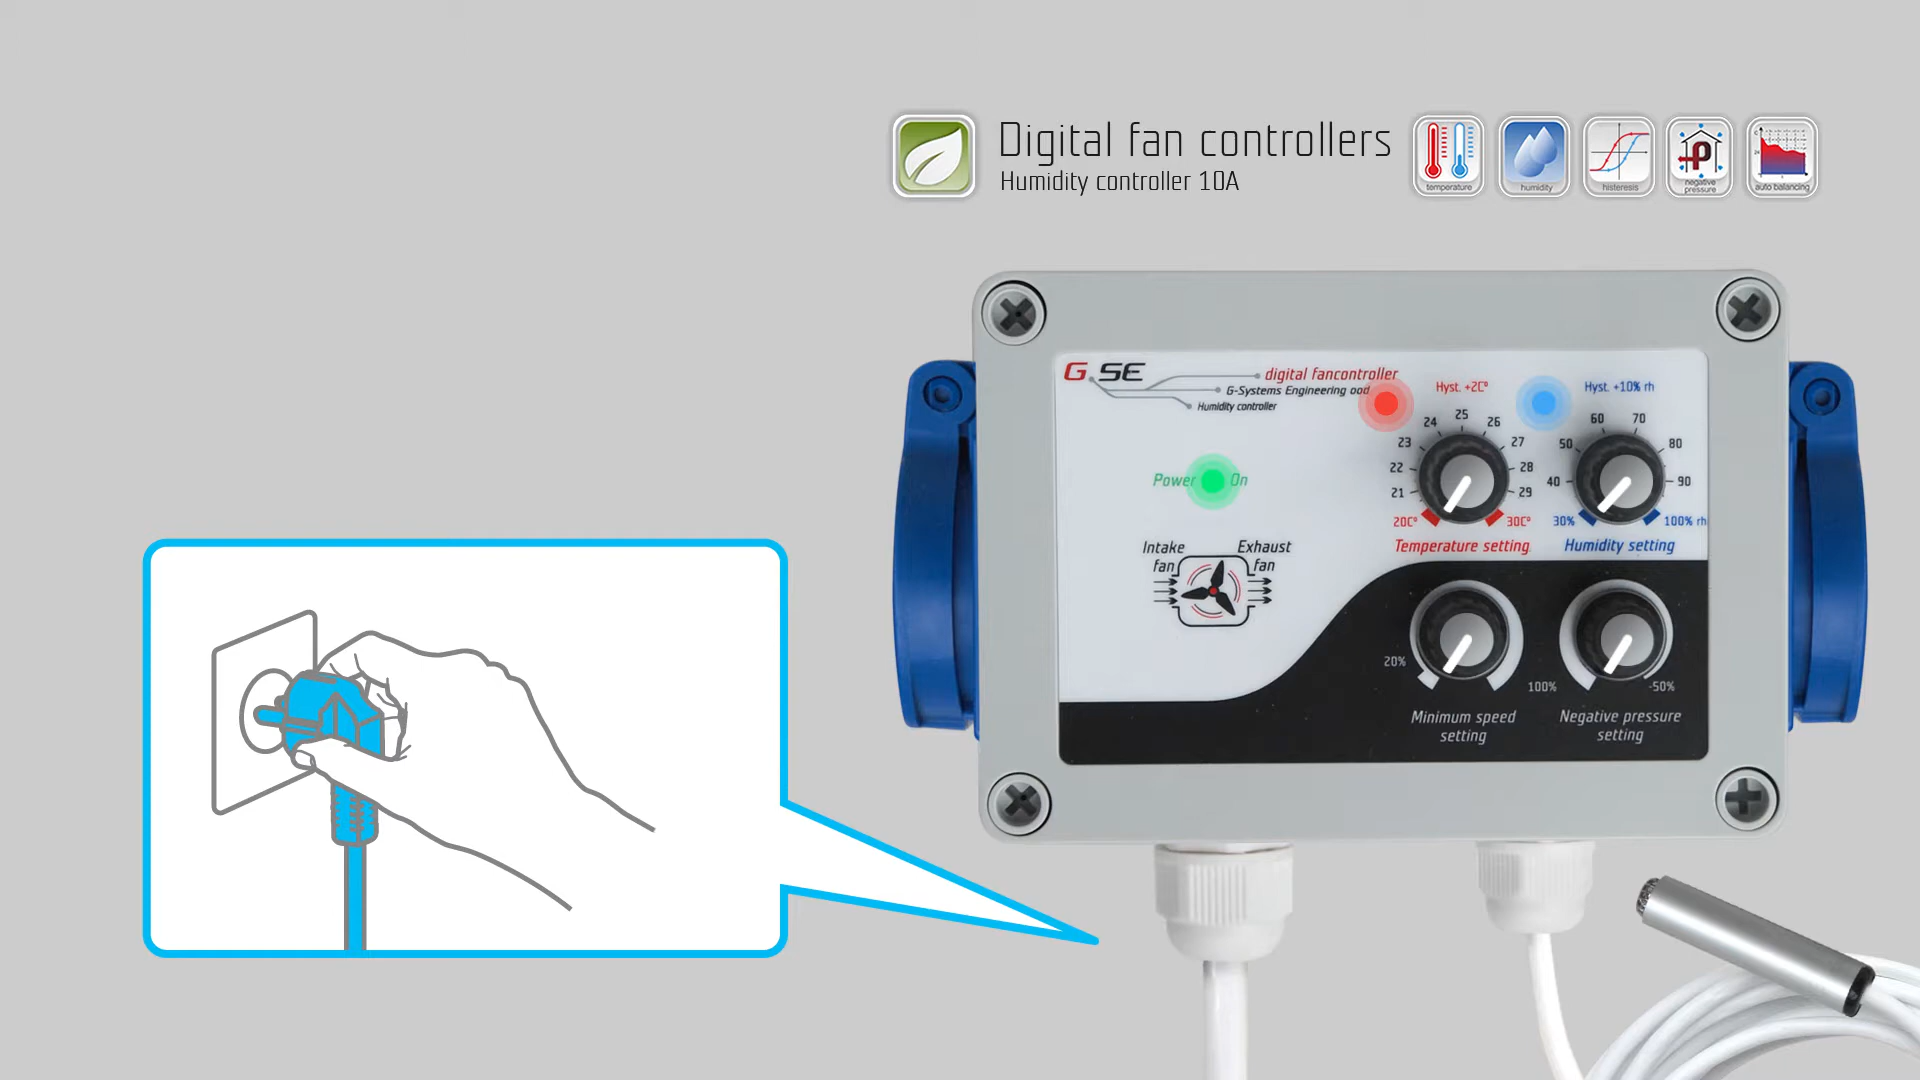 Digital fan controllers
Humidity controller 10A
temperature
humidity
histeresis
negative
pressure
auto balancing
G.SE
digital fancontroller
G-Systems Engineering ood
Humidity controller
Hyst. +2C°
Hyst. +10% rh
Power On
20C° 21 22 23 24 25 26 27 28 29 30C°
Temperature setting
30% 40 50 60 70 80 90 100% rh
Humidity setting
Intake
fan
Exhaust
fan
20%
100%
Minimum speed
setting
-50%
Negative pressure
setting
P